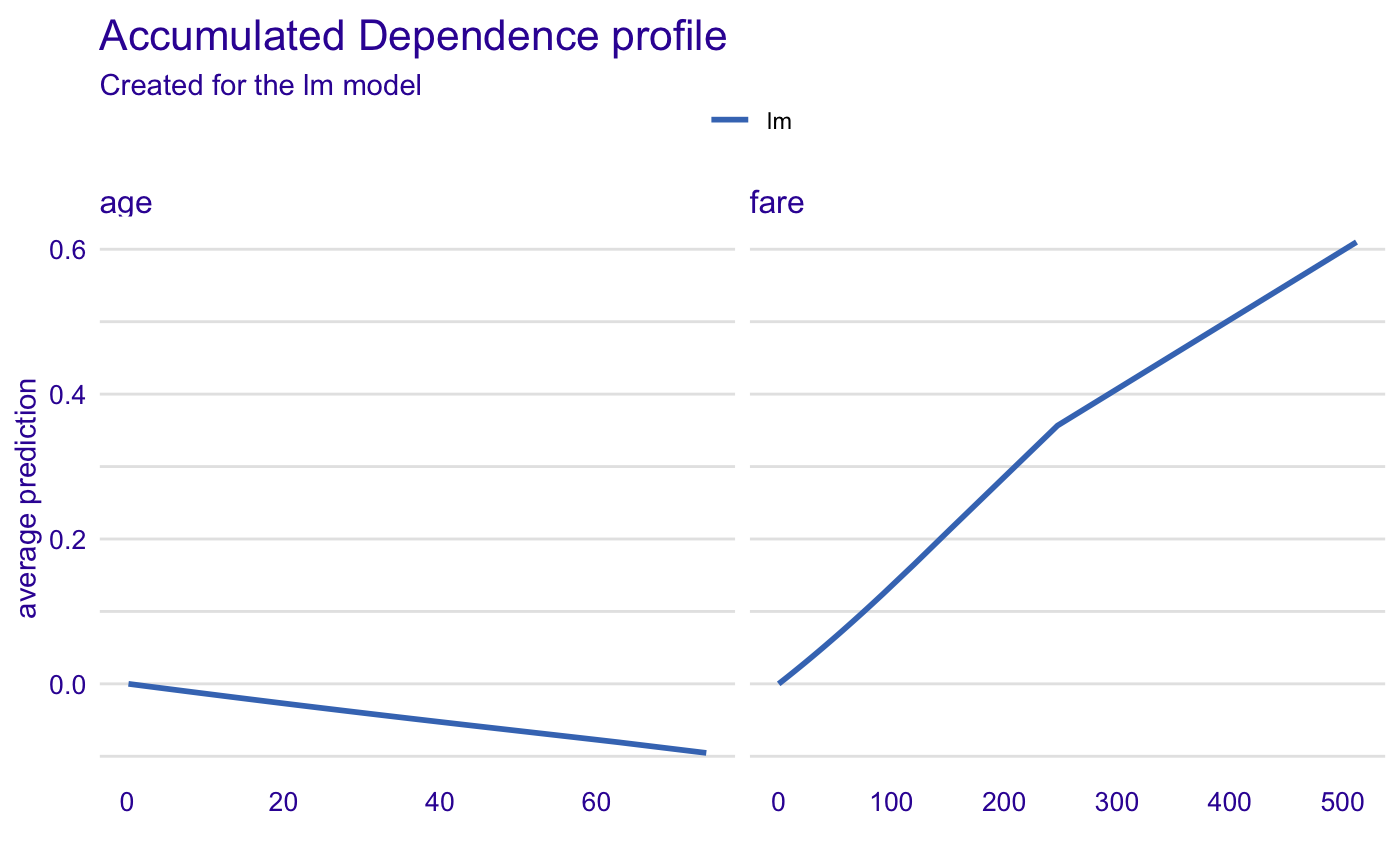 Accumulated Dependence profile
Created for the lm model
lm
age
fare
average prediction
0.6
0.4
0.2
0.0
0 20 40 60
0 100 200 300 400 500